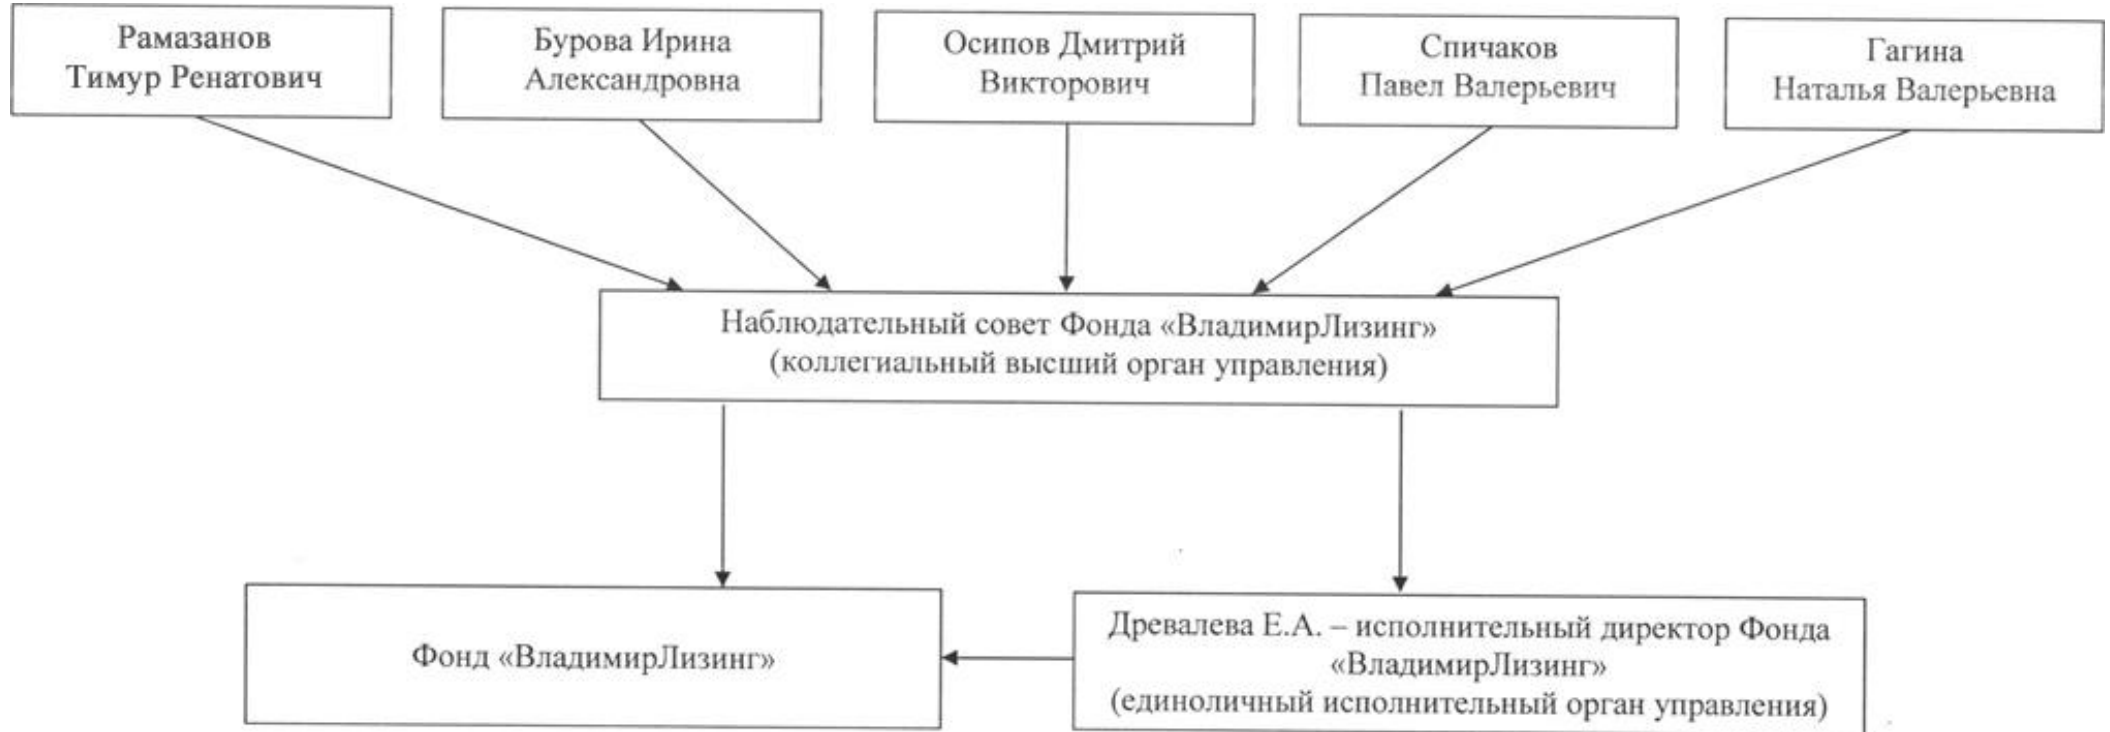 Рамазанов
Тимур Ренатович
Бурова Ирина
Александровна
Осипов Дмитрий
Викторович
Спичаков
Павел Валерьевич
Гагина
Наталья Валерьевна
Наблюдательный совет Фонда «ВладимирЛизинг»
(коллегиальный высший орган управления)
Фонд «ВладимирЛизинг»
Древалева Е.А. – исполнительный директор Фонда
«ВладимирЛизинг»
(единоличный исполнительный орган управления)